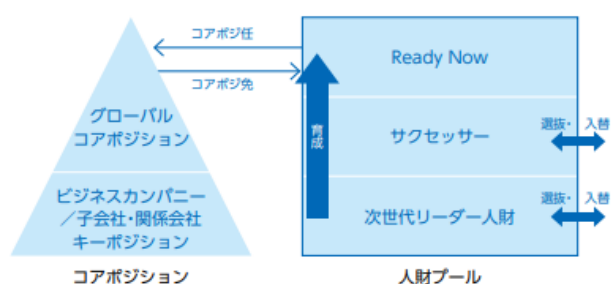 コアポジ任
コアポジ免
グローバル
コアポジション
ビジネスカンパニー
／子会社・関係会社
キーポジション
コアポジション
Ready Now
育成
サクセッサー
選抜・入替
次世代リーダー人財
選抜・入替
人財プール